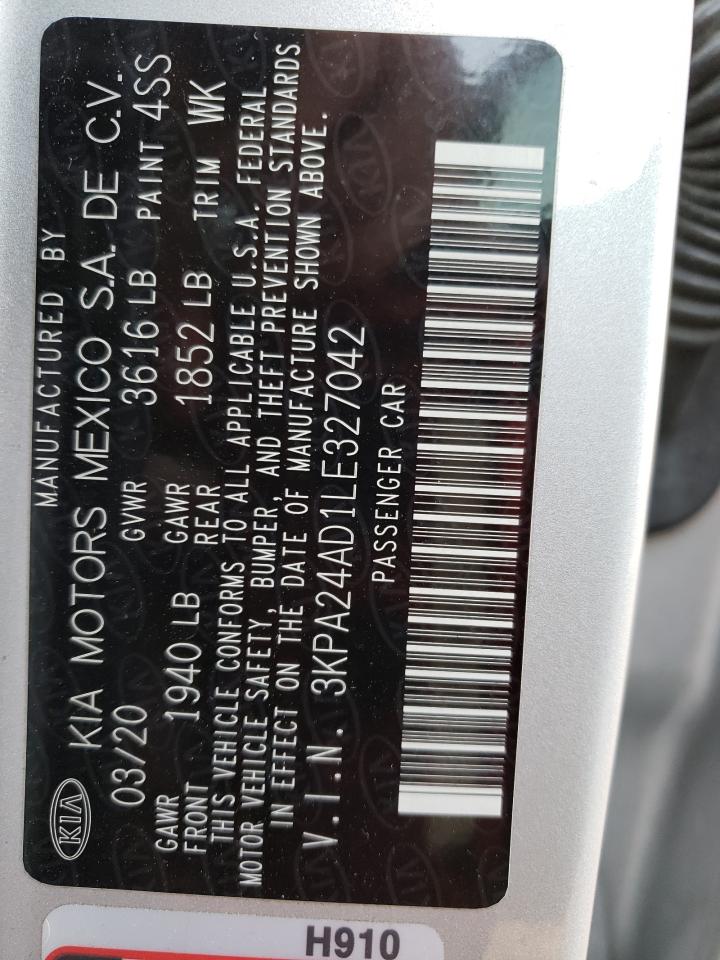 MANUFACTURED BY
KIA KIA MOTORS MEXICO S.A. DE C.V.
03/20 GVWR 3616 LB PAINT 4SS
GAWR FRONT 1940 LB GAWR REAR 1852 LB TRIM WK
THIS VEHICLE CONFORMS TO ALL APPLICABLE U.S.A. FEDERAL
MOTOR VEHICLE SAFETY, BUMPER, AND THEFT PREVENTION STANDARDS
IN EFFECT ON THE DATE OF MANUFACTURE SHOWN ABOVE.
V.I.N. 3KPA24AD1LE327042
PASSENGER CAR
H910